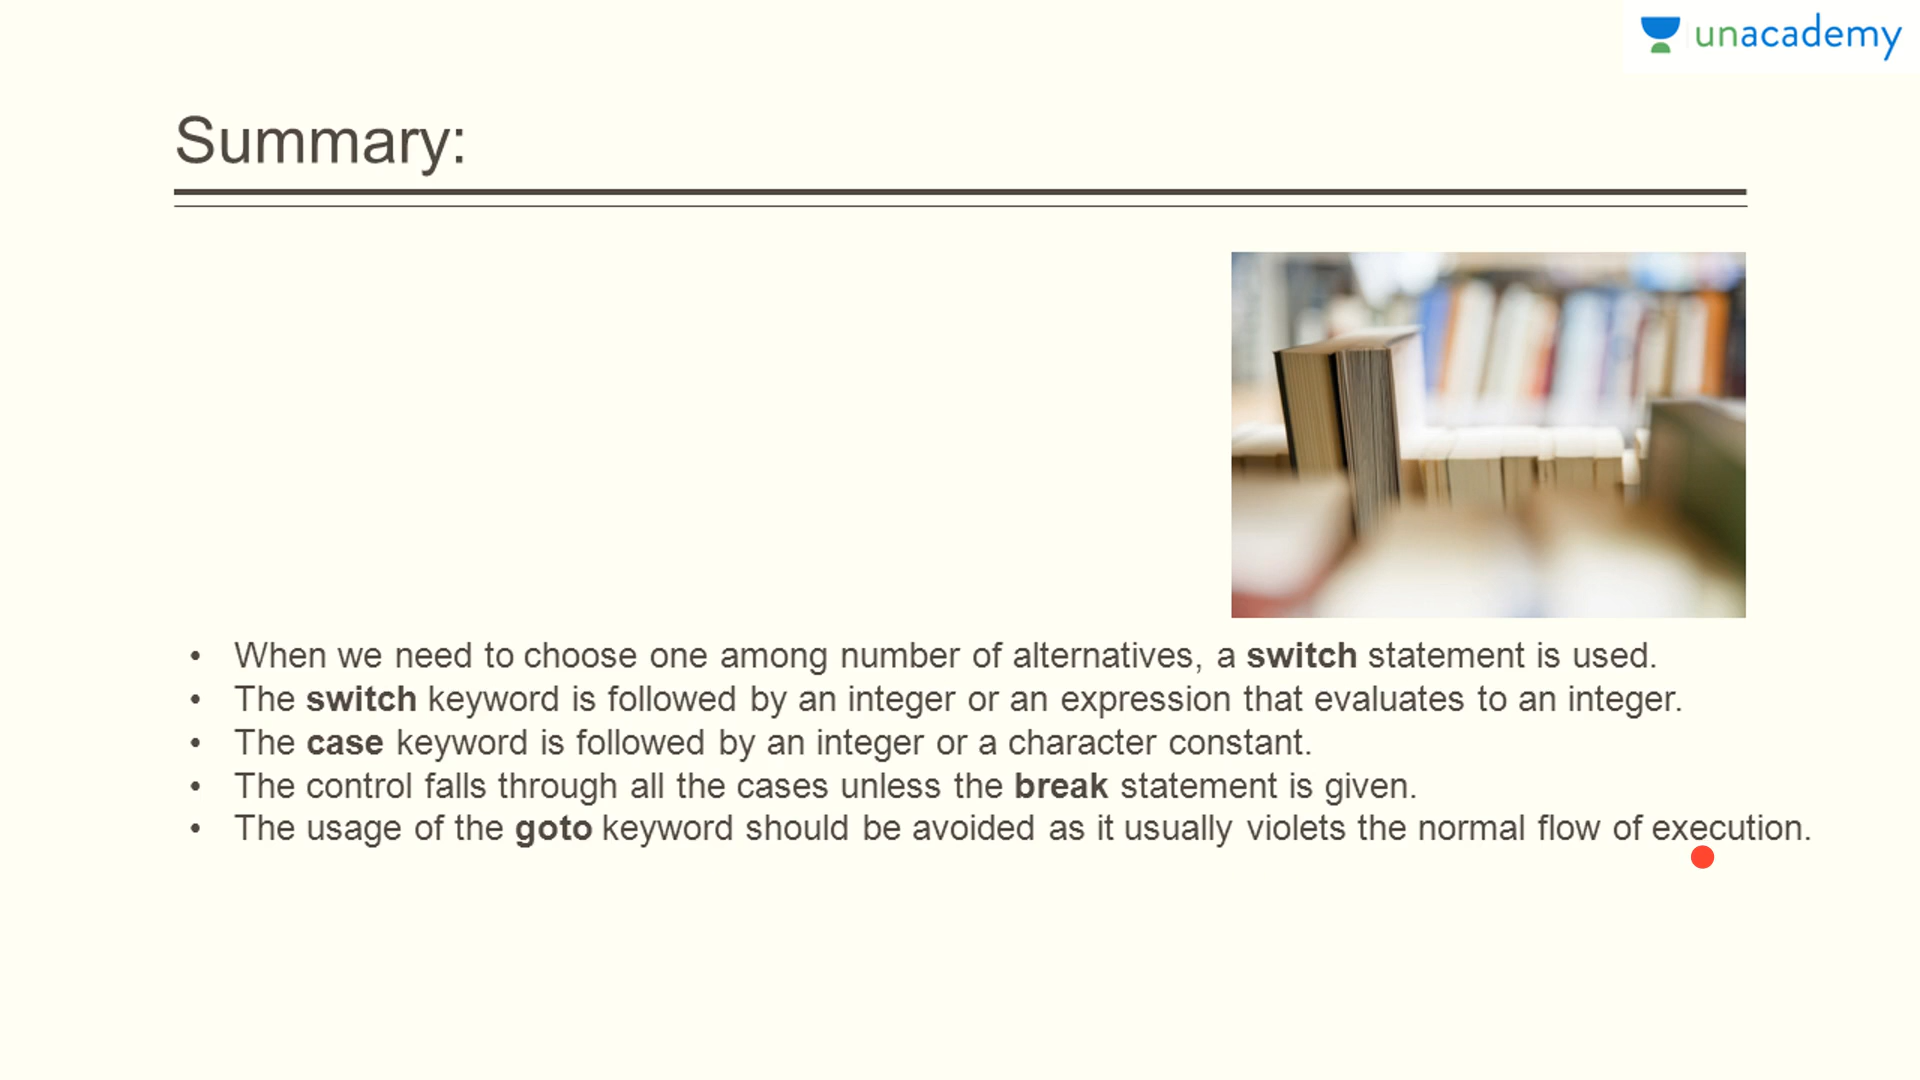 unacademy
Summary:
• When we need to choose one among number of alternatives, a switch statement is used.
• The switch keyword is followed by an integer or an expression that evaluates to an integer.
• The case keyword is followed by an integer or a character constant.
• The control falls through all the cases unless the break statement is given.
• The usage of the goto keyword should be avoided as it usually violets the normal flow of execution.